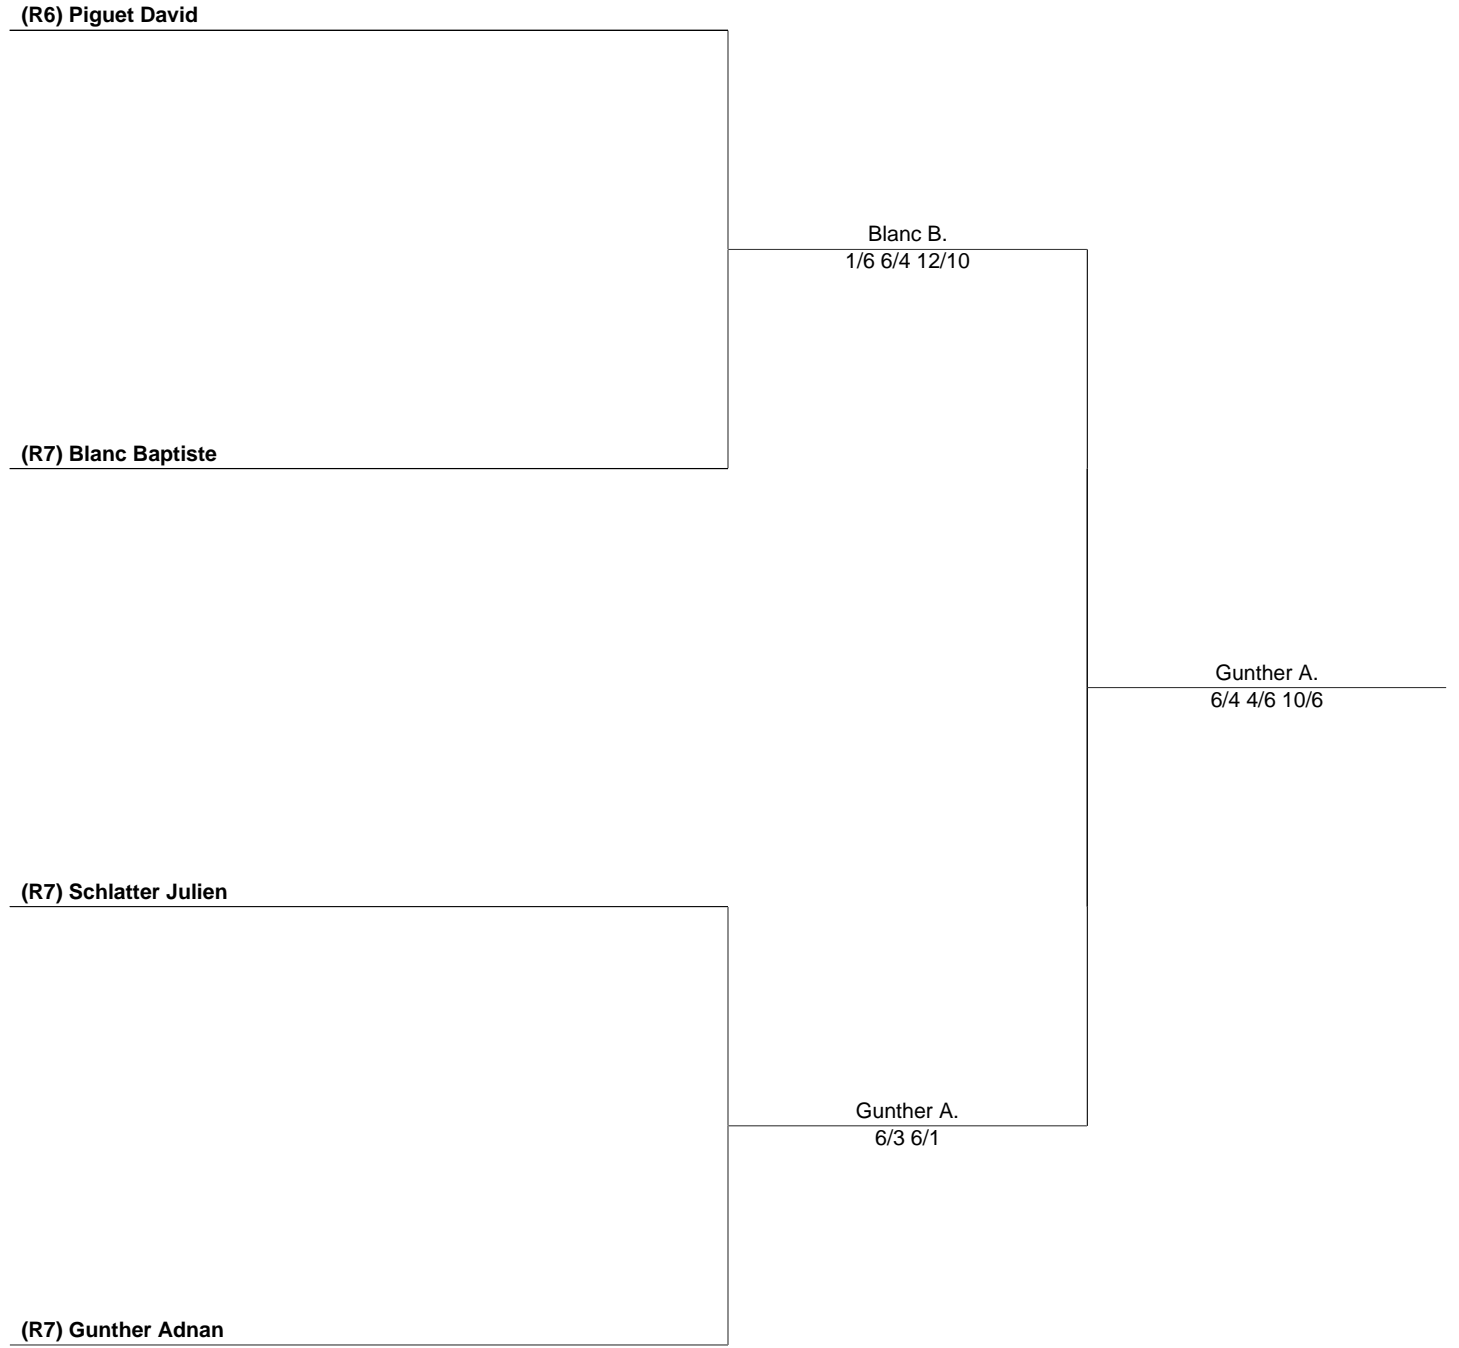 (R6) Piguet David
Blanc B.
1/6 6/4 12/10
(R7) Blanc Baptiste
Gunther A.
6/4 4/6 10/6
(R7) Schlatter Julien
Gunther A.
6/3 6/1
(R7) Gunther Adnan